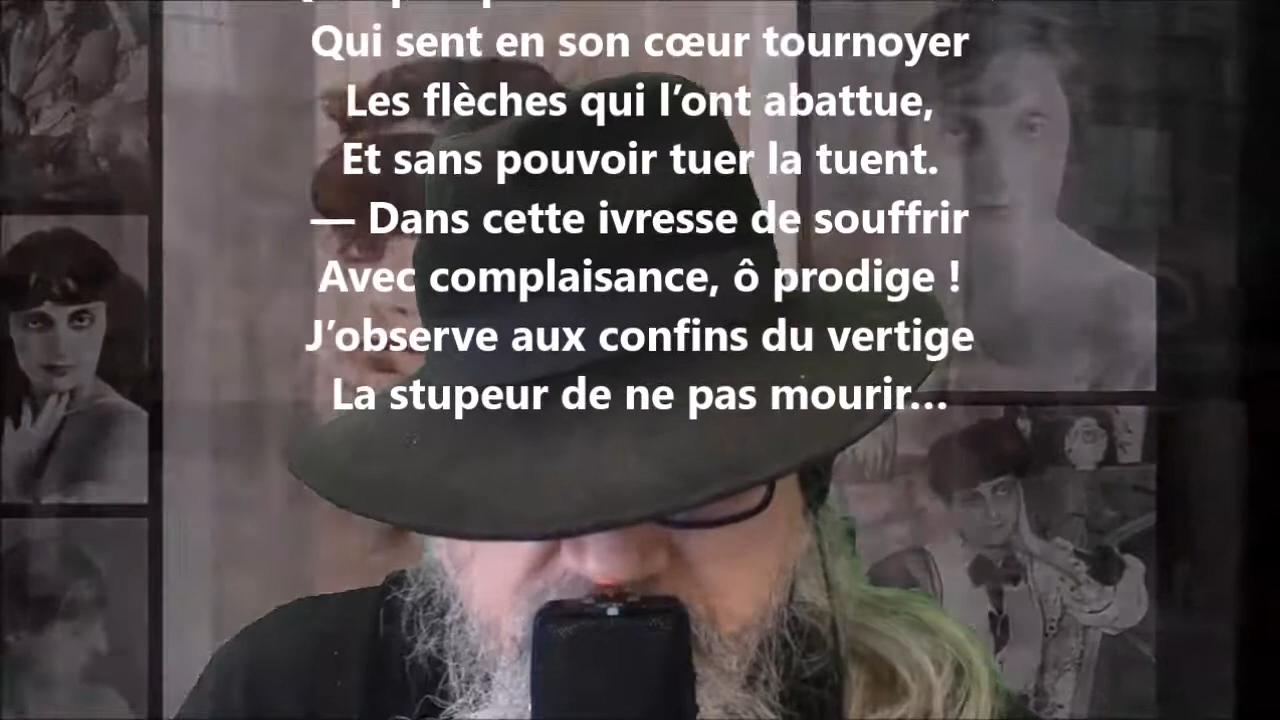 Qui sent en son cœur tournoyer
Les flèches qui l’ont abattue,
Et sans pouvoir tuer la tuent.
— Dans cette ivresse de souffrir
Avec complaisance, ô prodige !
J’observe aux confins du vertige
La stupeur de ne pas mourir…